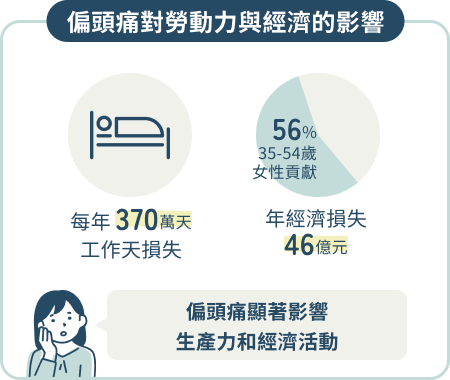 偏頭痛對勞動力與經濟的影響
56%
35-54歲
女性貢獻
每年 370萬天
工作天損失
年經濟損失
46億元
偏頭痛顯著影響
生產力和經濟活動